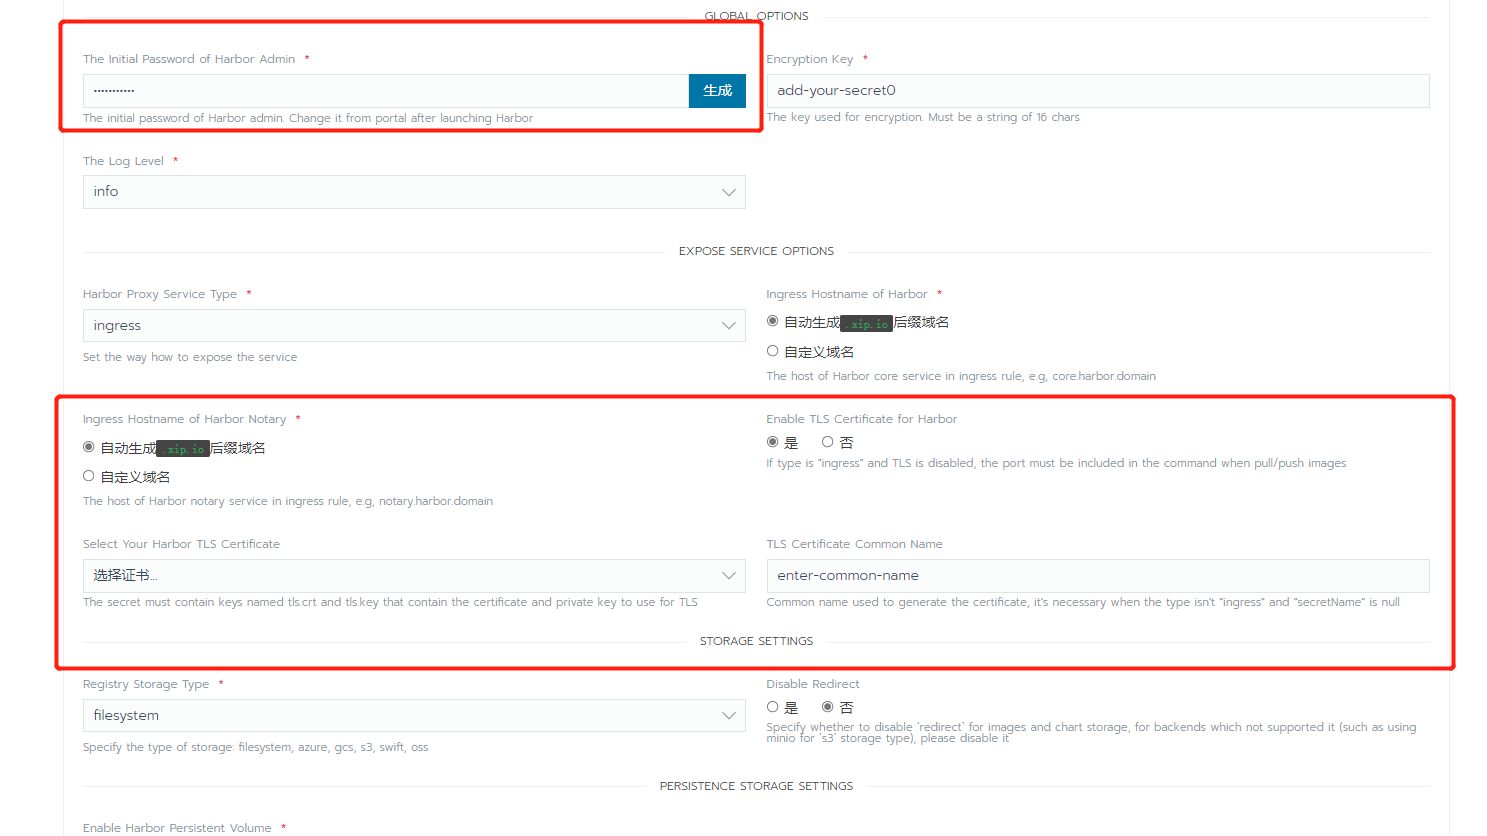 GLOBAL OPTIONS
The Initial Password of Harbor Admin *
Encryption Key *
···········
生成
add-your-secret0
The initial password of Harbor admin. Change it from portal after launching Harbor
The key used for encryption. Must be a string of 16 chars
The Log Level *
info
EXPOSE SERVICE OPTIONS
Harbor Proxy Service Type *
Ingress Hostname of Harbor *
ingress
自动生成.xip.io后缀域名
自定义域名
Set the way how to expose the service
The host of Harbor core service in ingress rule, e.g, core.harbor.domain
Ingress Hostname of Harbor Notary *
Enable TLS Certificate for Harbor
自动生成.xip.io后缀域名
是 否
If type is "ingress" and TLS is disabled, the port must be included in the command when pull/push images
自定义域名
The host of Harbor notary service in ingress rule, e.g, notary.harbor.domain
Select Your Harbor TLS Certificate
TLS Certificate Common Name
选择证书...
enter-common-name
The secret must contain keys named tls.crt and tls.key that contain the certificate and private key to use for TLS
Common name used to generate the certificate, it's necessary when the type isn't "ingress" and "secretName" is null
STORAGE SETTINGS
Registry Storage Type *
Disable Redirect
filesystem
是 否
Specify whether to disable `redirect` for images and chart storage, for backends which not supported it (such as using
minio for `s3` storage type), please disable it
Specify the type of storage: filesystem, azure, gcs, s3, swift, oss
PERSISTENCE STORAGE SETTINGS
Enable Harbor Persistent Volume *